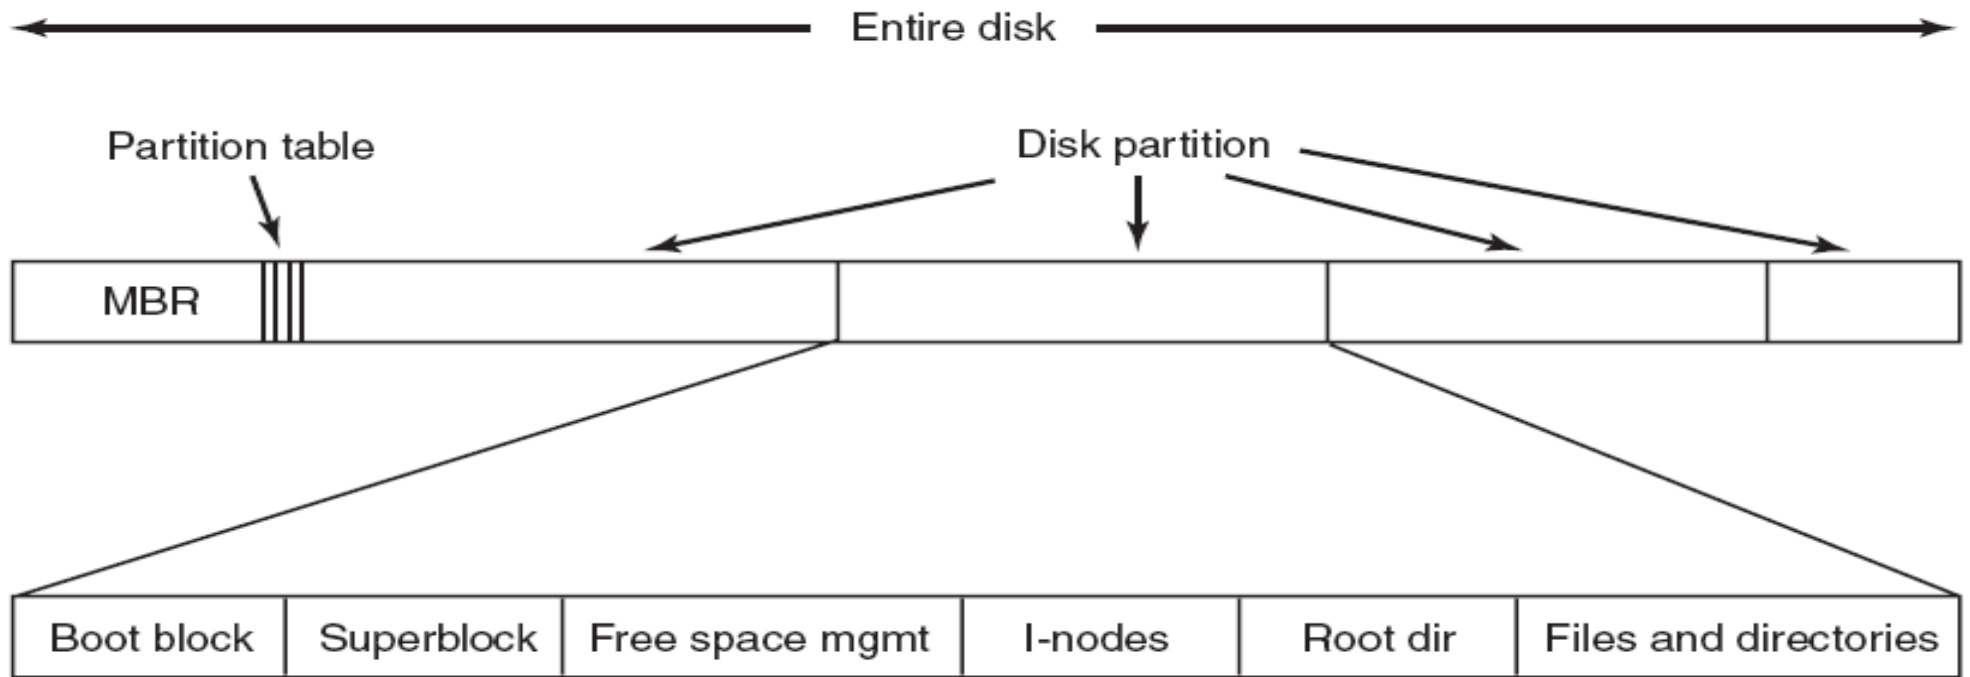 Entire disk
Partition table
Disk partition
MBR
Boot block
Superblock
Free space mgmt
I-nodes
Root dir
Files and directories